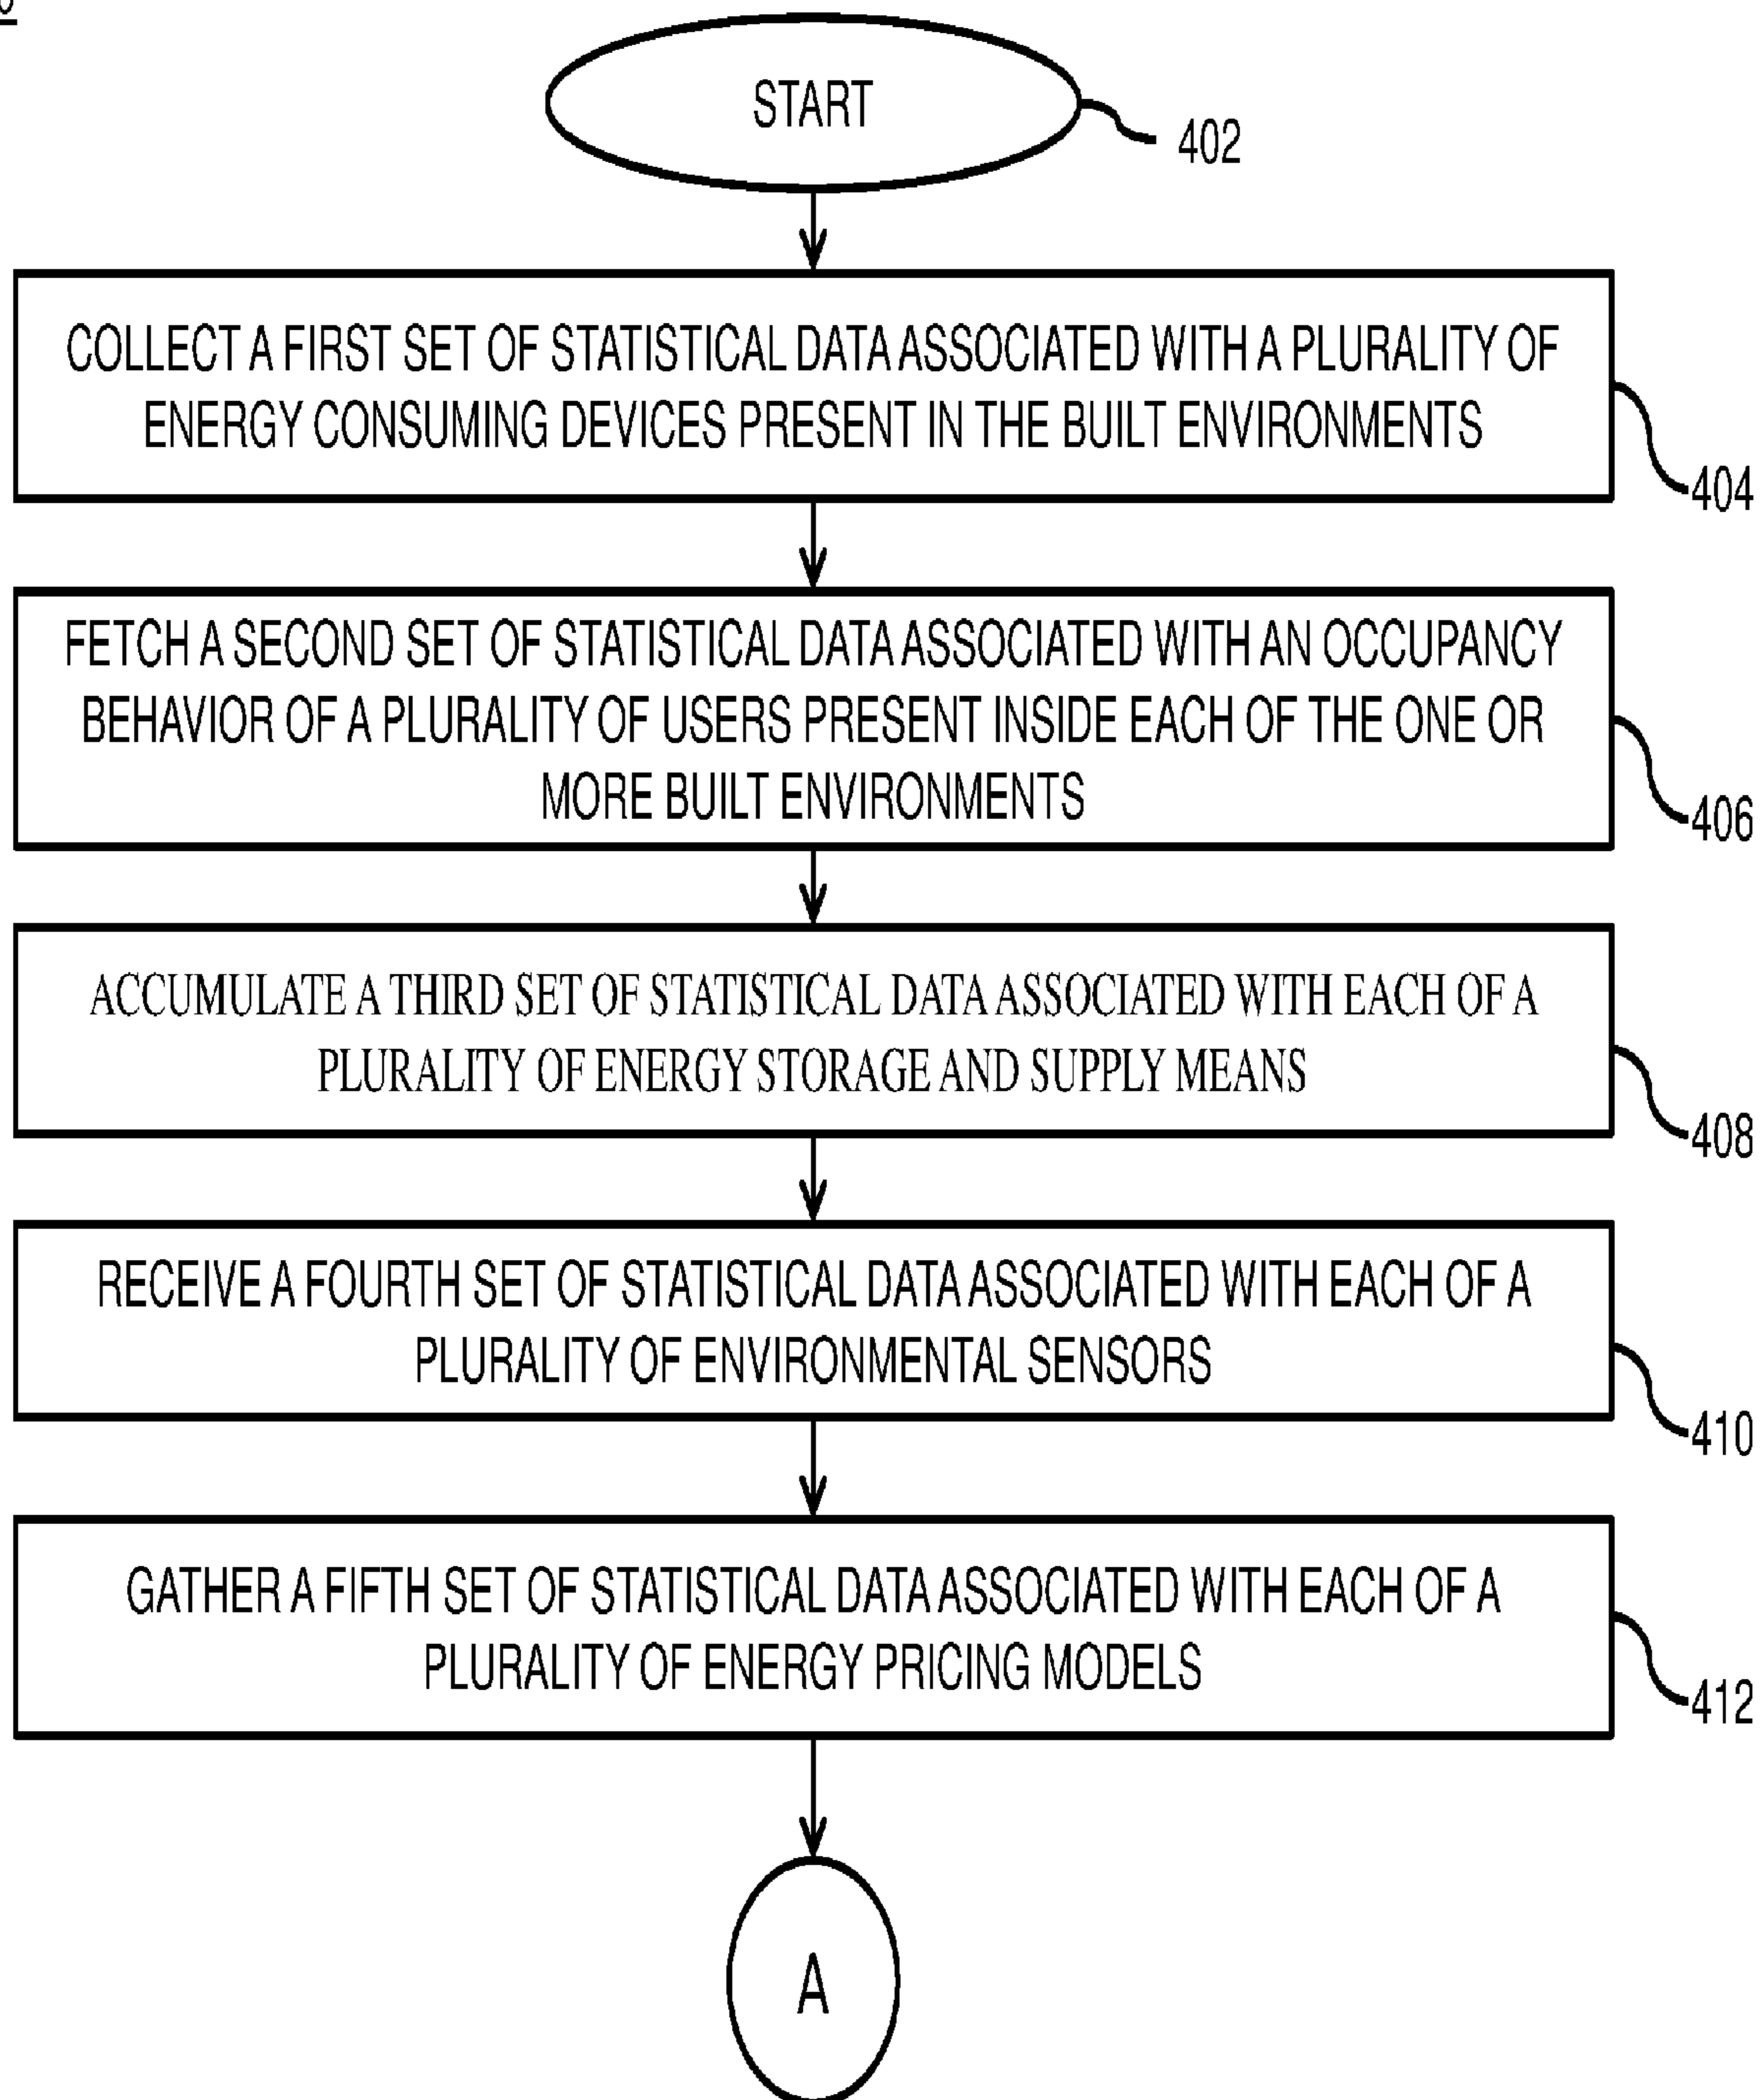 START
402
COLLECT A FIRST SET OF STATISTICAL DATA ASSOCIATED WITH A PLURALITY OF
ENERGY CONSUMING DEVICES PRESENT IN THE BUILT ENVIRONMENTS
404
FETCH A SECOND SET OF STATISTICAL DATA ASSOCIATED WITH AN OCCUPANCY
BEHAVIOR OF A PLURALITY OF USERS PRESENT INSIDE EACH OF THE ONE OR
MORE BUILT ENVIRONMENTS
406
ACCUMULATE A THIRD SET OF STATISTICAL DATA ASSOCIATED WITH EACH OF A
PLURALITY OF ENERGY STORAGE AND SUPPLY MEANS
408
RECEIVE A FOURTH SET OF STATISTICAL DATA ASSOCIATED WITH EACH OF A
PLURALITY OF ENVIRONMENTAL SENSORS
410
GATHER A FIFTH SET OF STATISTICAL DATA ASSOCIATED WITH EACH OF A
PLURALITY OF ENERGY PRICING MODELS
412
A